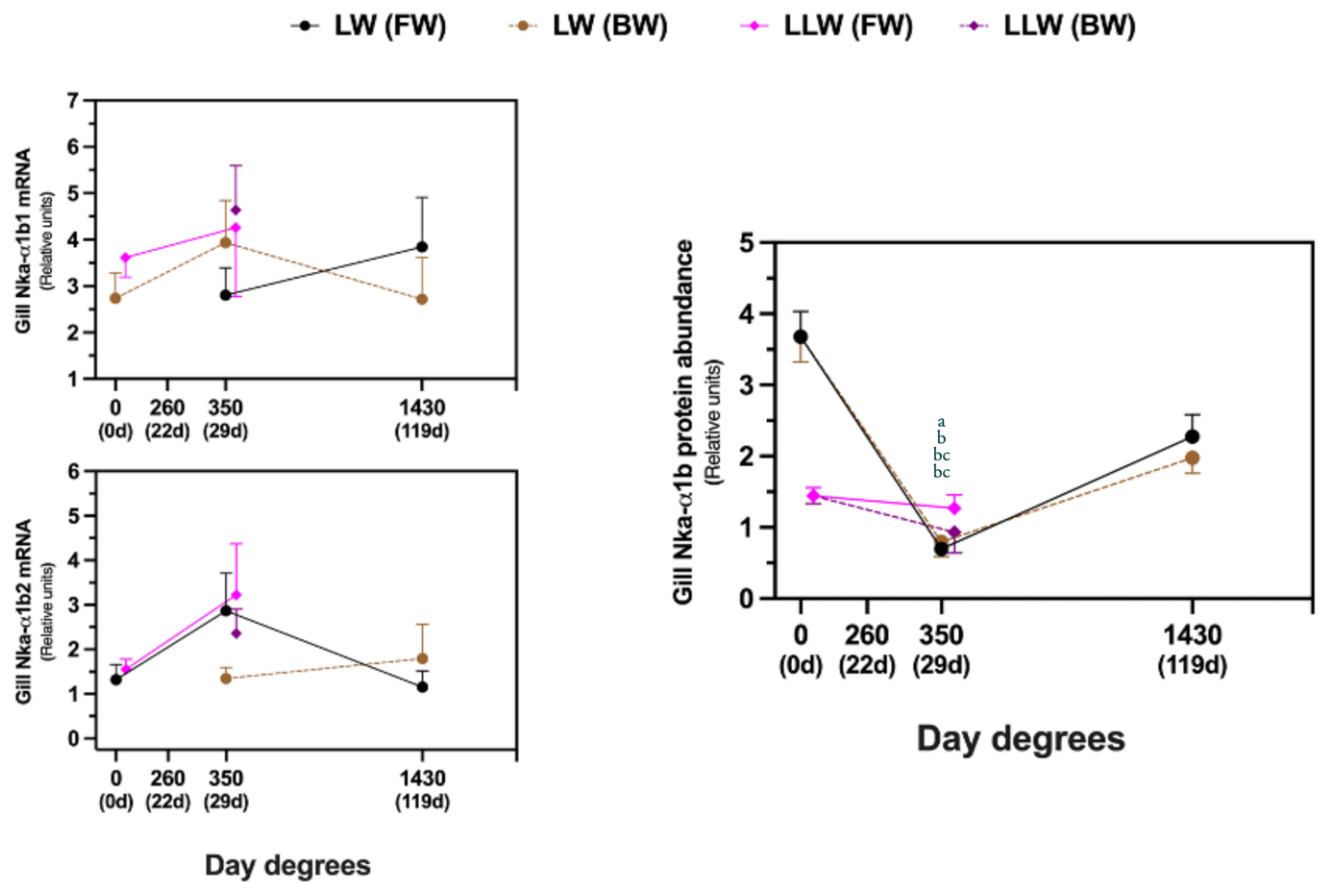 LW (FW) LW (BW) LLW (FW) LLW (BW)
Gill Nka-α1b1 mRNA
(Relative units)
7
6
5
4
3
2
1
0 260 350 1430
(0d) (22d) (29d) (119d)
Gill Nka-α1b2 mRNA
(Relative units)
6
5
4
3
2
1
0
0 260 350 1430
(0d) (22d) (29d) (119d)
Day degrees
Gill Nka-α1b protein abundance
(Relative units)
5
4
3
2
1
0
a
b
bc
bc
0 260 350 1430
(0d) (22d) (29d) (119d)
Day degrees